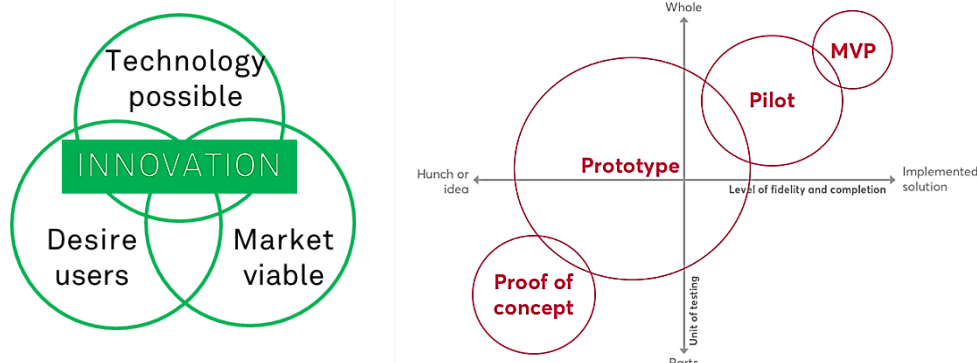 Technology
possible
INNOVATION
Desire
users
Market
viable
Whole
MVP
Pilot
Prototype
Hunch or
idea
Level of fidelity and completion
Implemented
solution
Proof of
concept
Unit of testing
Parts